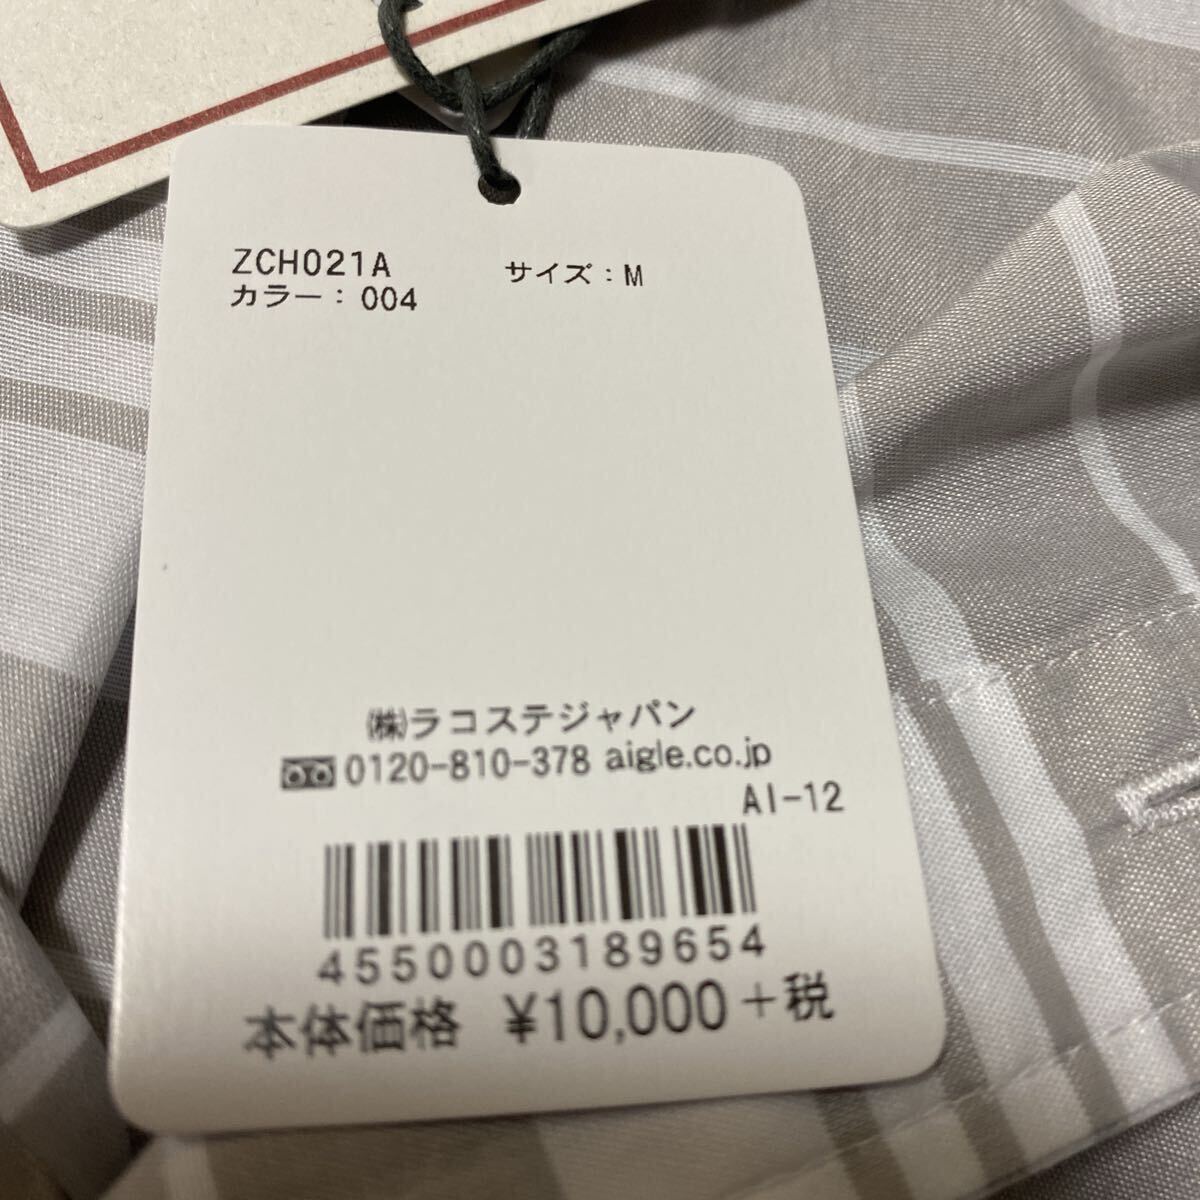 ZCH021A サイズ：M
カラー：004
㈱ラコステジャパン
0120-810-378 aigle.co.jp
AI-12
4550003189654
本体価格 ¥10,000＋税